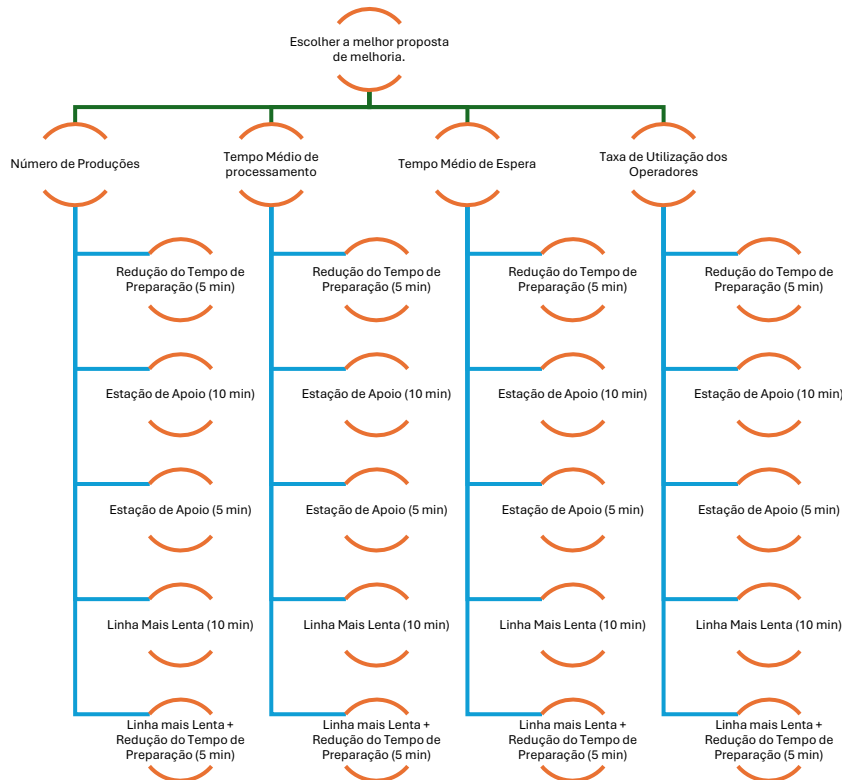 Escolher a melhor proposta
de melhoria.
Número de Produções
Tempo Médio de
processamento
Tempo Médio de Espera
Taxa de Utilização dos
Operadores
Redução do Tempo de
Preparação (5 min)
Redução do Tempo de
Preparação (5 min)
Redução do Tempo de
Preparação (5 min)
Redução do Tempo de
Preparação (5 min)
Estação de Apoio (10 min)
Estação de Apoio (10 min)
Estação de Apoio (10 min)
Estação de Apoio (10 min)
Estação de Apoio (5 min)
Estação de Apoio (5 min)
Estação de Apoio (5 min)
Estação de Apoio (5 min)
Linha Mais Lenta (10 min)
Linha Mais Lenta (10 min)
Linha Mais Lenta (10 min)
Linha Mais Lenta (10 min)
Linha mais Lenta +
Redução do Tempo de
Preparação (5 min)
Linha mais Lenta +
Redução do Tempo de
Preparação (5 min)
Linha mais Lenta +
Redução do Tempo de
Preparação (5 min)
Linha mais Lenta +
Redução do Tempo de
Preparação (5 min)